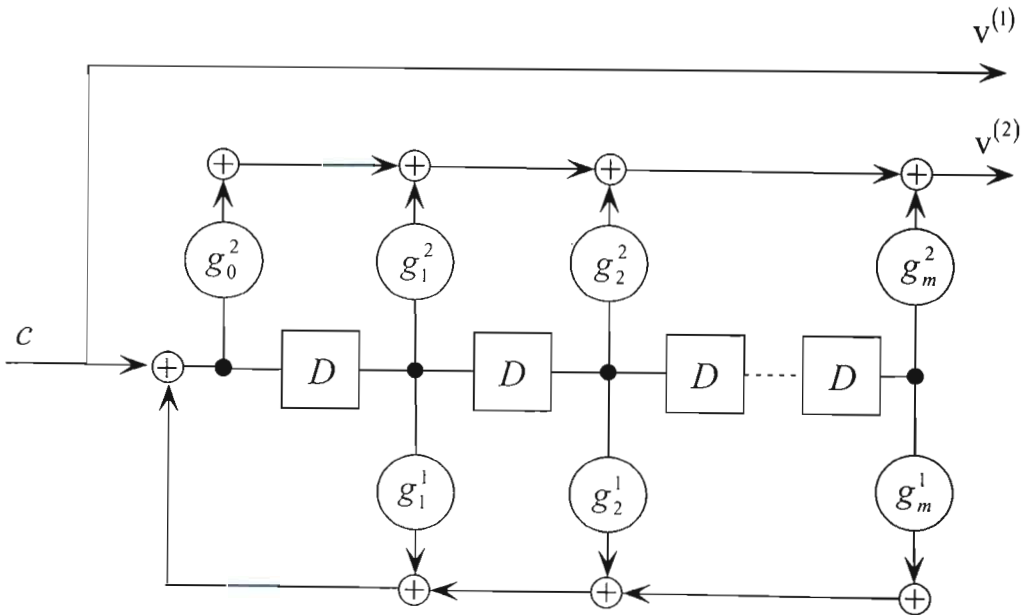 v^{(1)}
v^{(2)}
g_0^2 g_1^2 g_2^2 g_m^2
c
D D D D
g_1^1 g_2^1 g_m^1